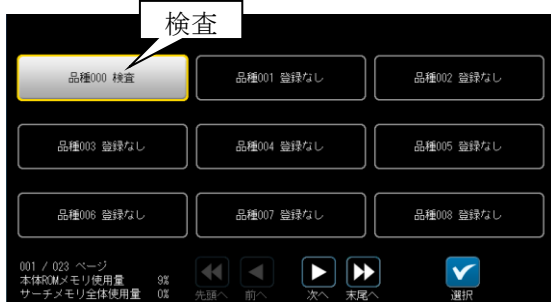 検査
品種000 検査
品種001 登録なし
品種002 登録なし
品種003 登録なし
品種004 登録なし
品種005 登録なし
品種006 登録なし
品種007 登録なし
品種008 登録なし
001 / 023 ページ
本体ROMメモリ使用量 9%
サーチメモリ全体使用量 0%
先頭へ 前へ 次へ 末尾へ 選択